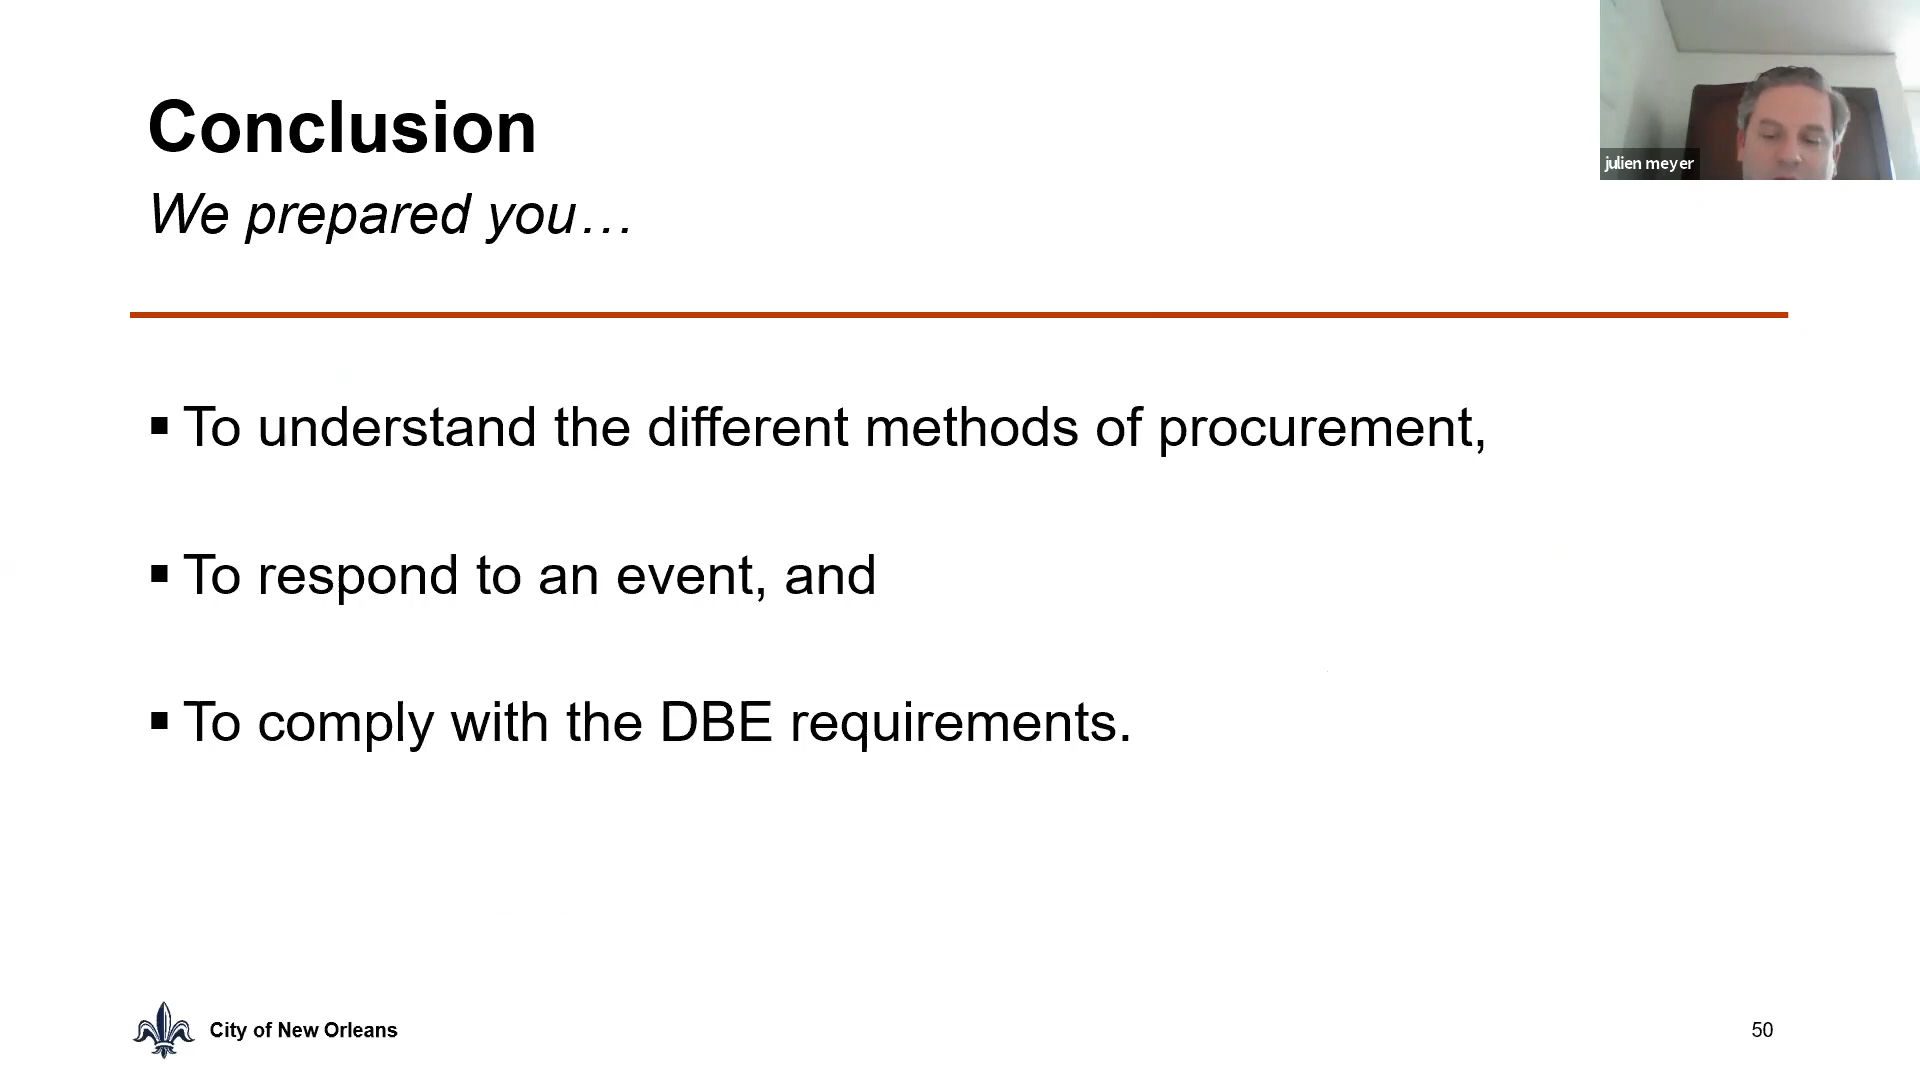 Conclusion
We prepared you…
julien meyer
▪ To understand the different methods of procurement,
▪ To respond to an event, and
▪ To comply with the DBE requirements.
City of New Orleans
50